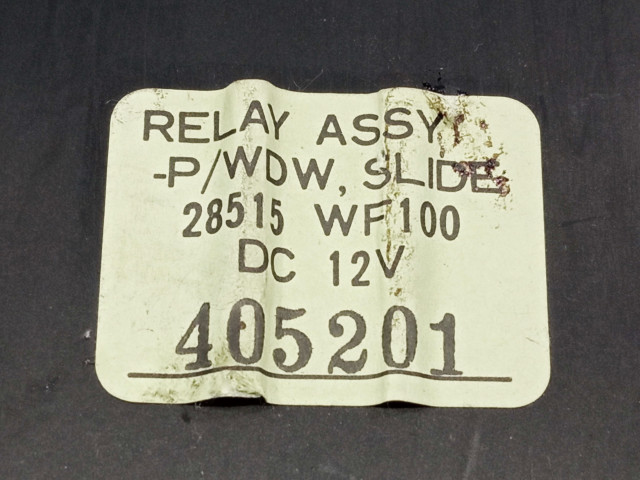 RELAY ASSY
-P/WDW, SLIDE
28515 WF100
DC 12V
405201